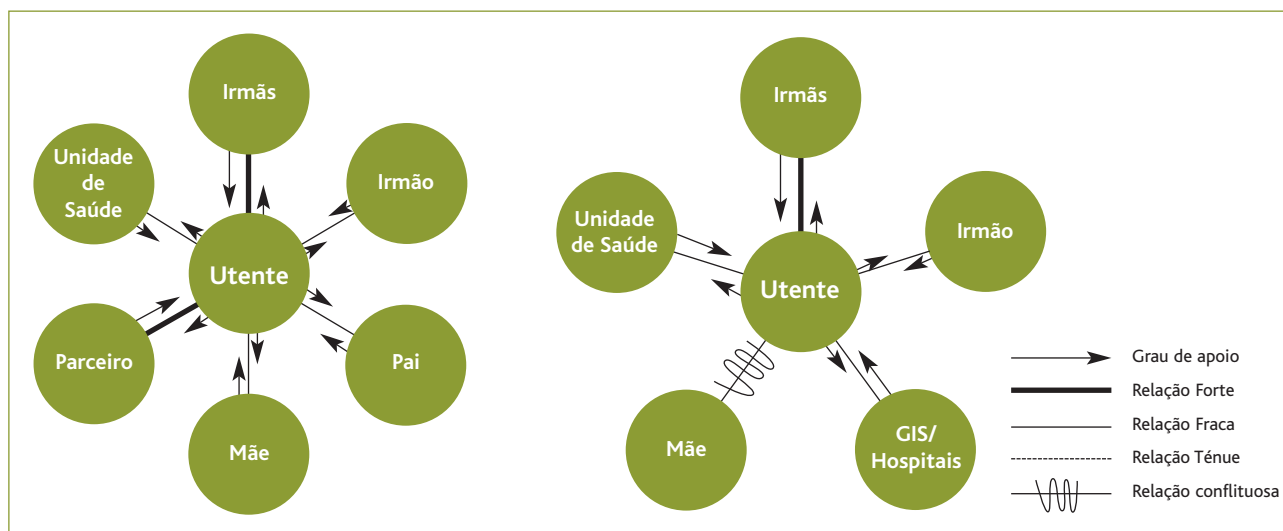 Irmãs
Unidade
de
Saúde
Irmão
Utente
Parceiro
Pai
Mãe
Irmãs
Unidade
de Saúde
Irmão
Utente
Mãe
GIS/
Hospitais
Grau de apoio
Relação Forte
Relação Fraca
Relação Ténue
Relação conflituosa